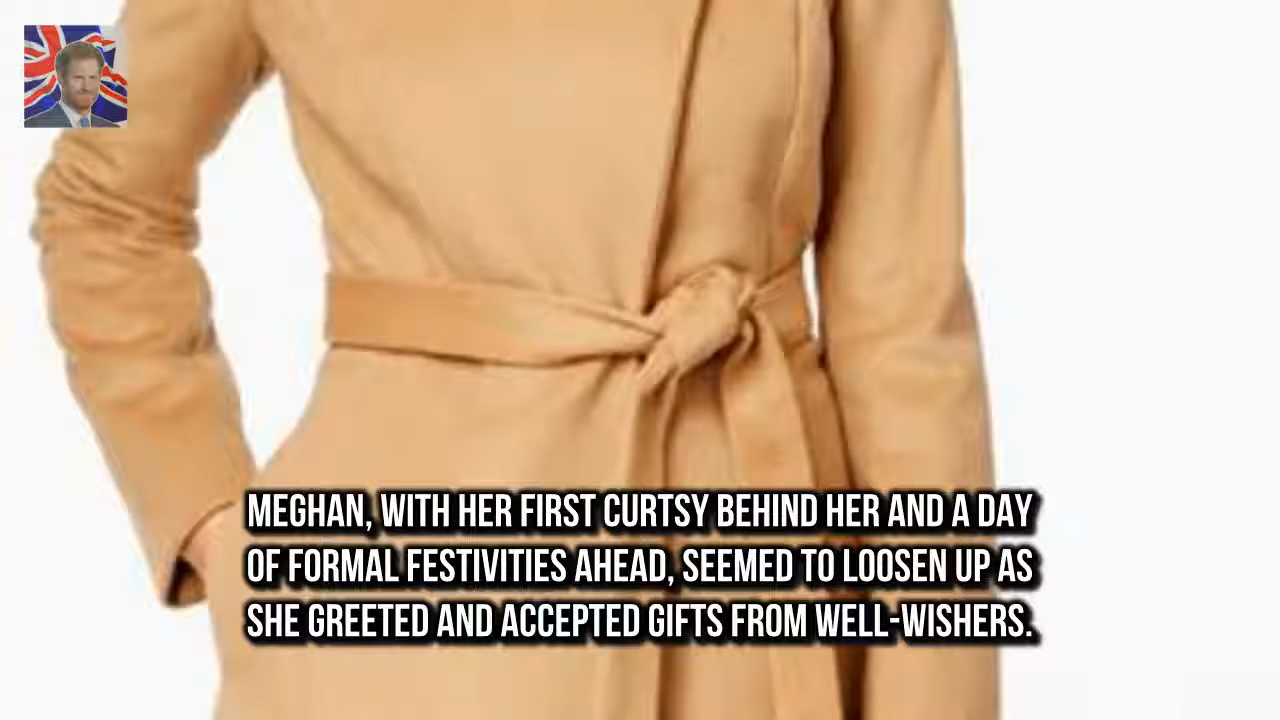 MEGHAN, WITH HER FIRST CURTSY BEHIND HER AND A DAY
OF FORMAL FESTIVITIES AHEAD, SEEMED TO LOOSEN UP AS
SHE GREETED AND ACCEPTED GIFTS FROM WELL-WISHERS.